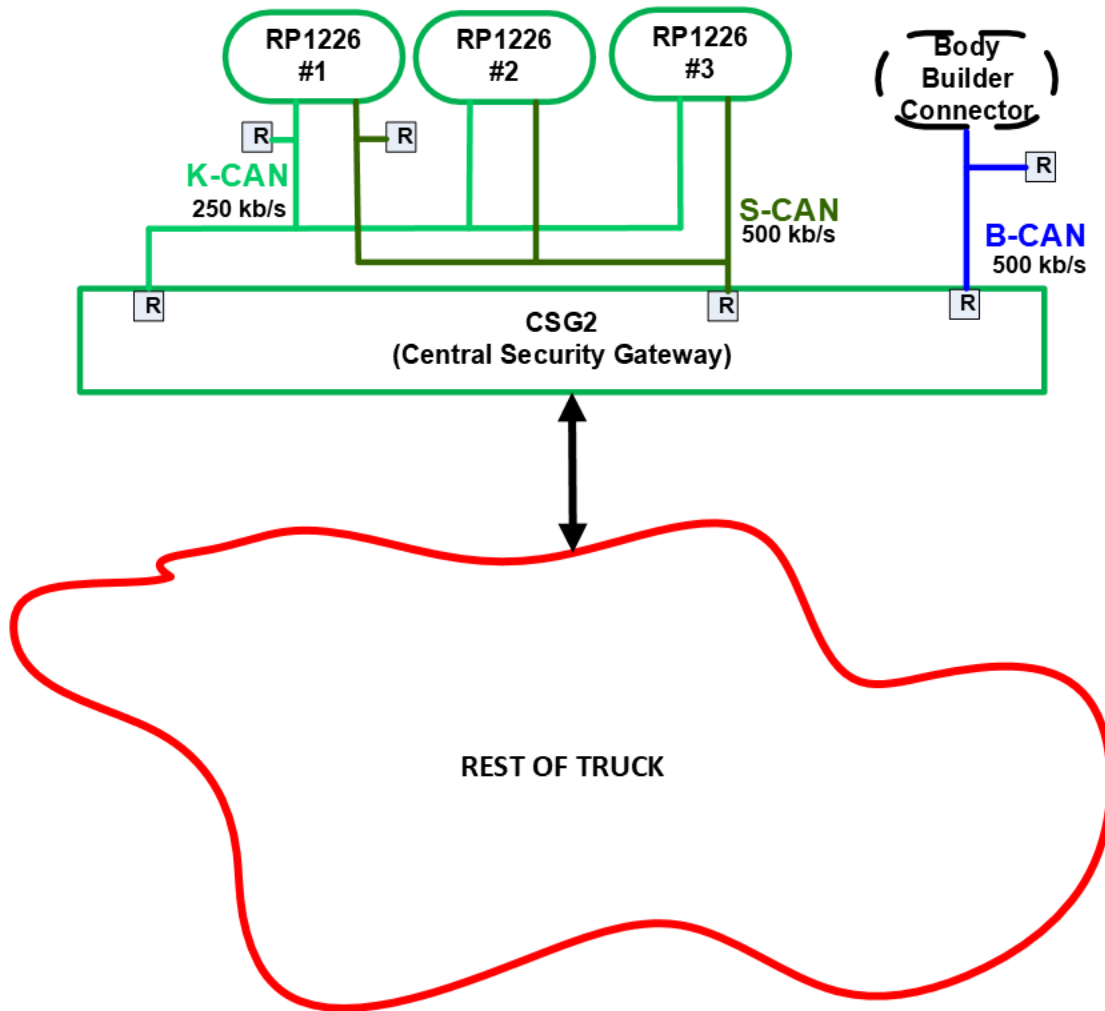 RP1226
#1
RP1226
#2
RP1226
#3
Body
Builder
Connector
R
R
R
K-CAN
250 kb/s
S-CAN
500 kb/s
B-CAN
500 kb/s
R
R
R
CSG2
(Central Security Gateway)
REST OF TRUCK